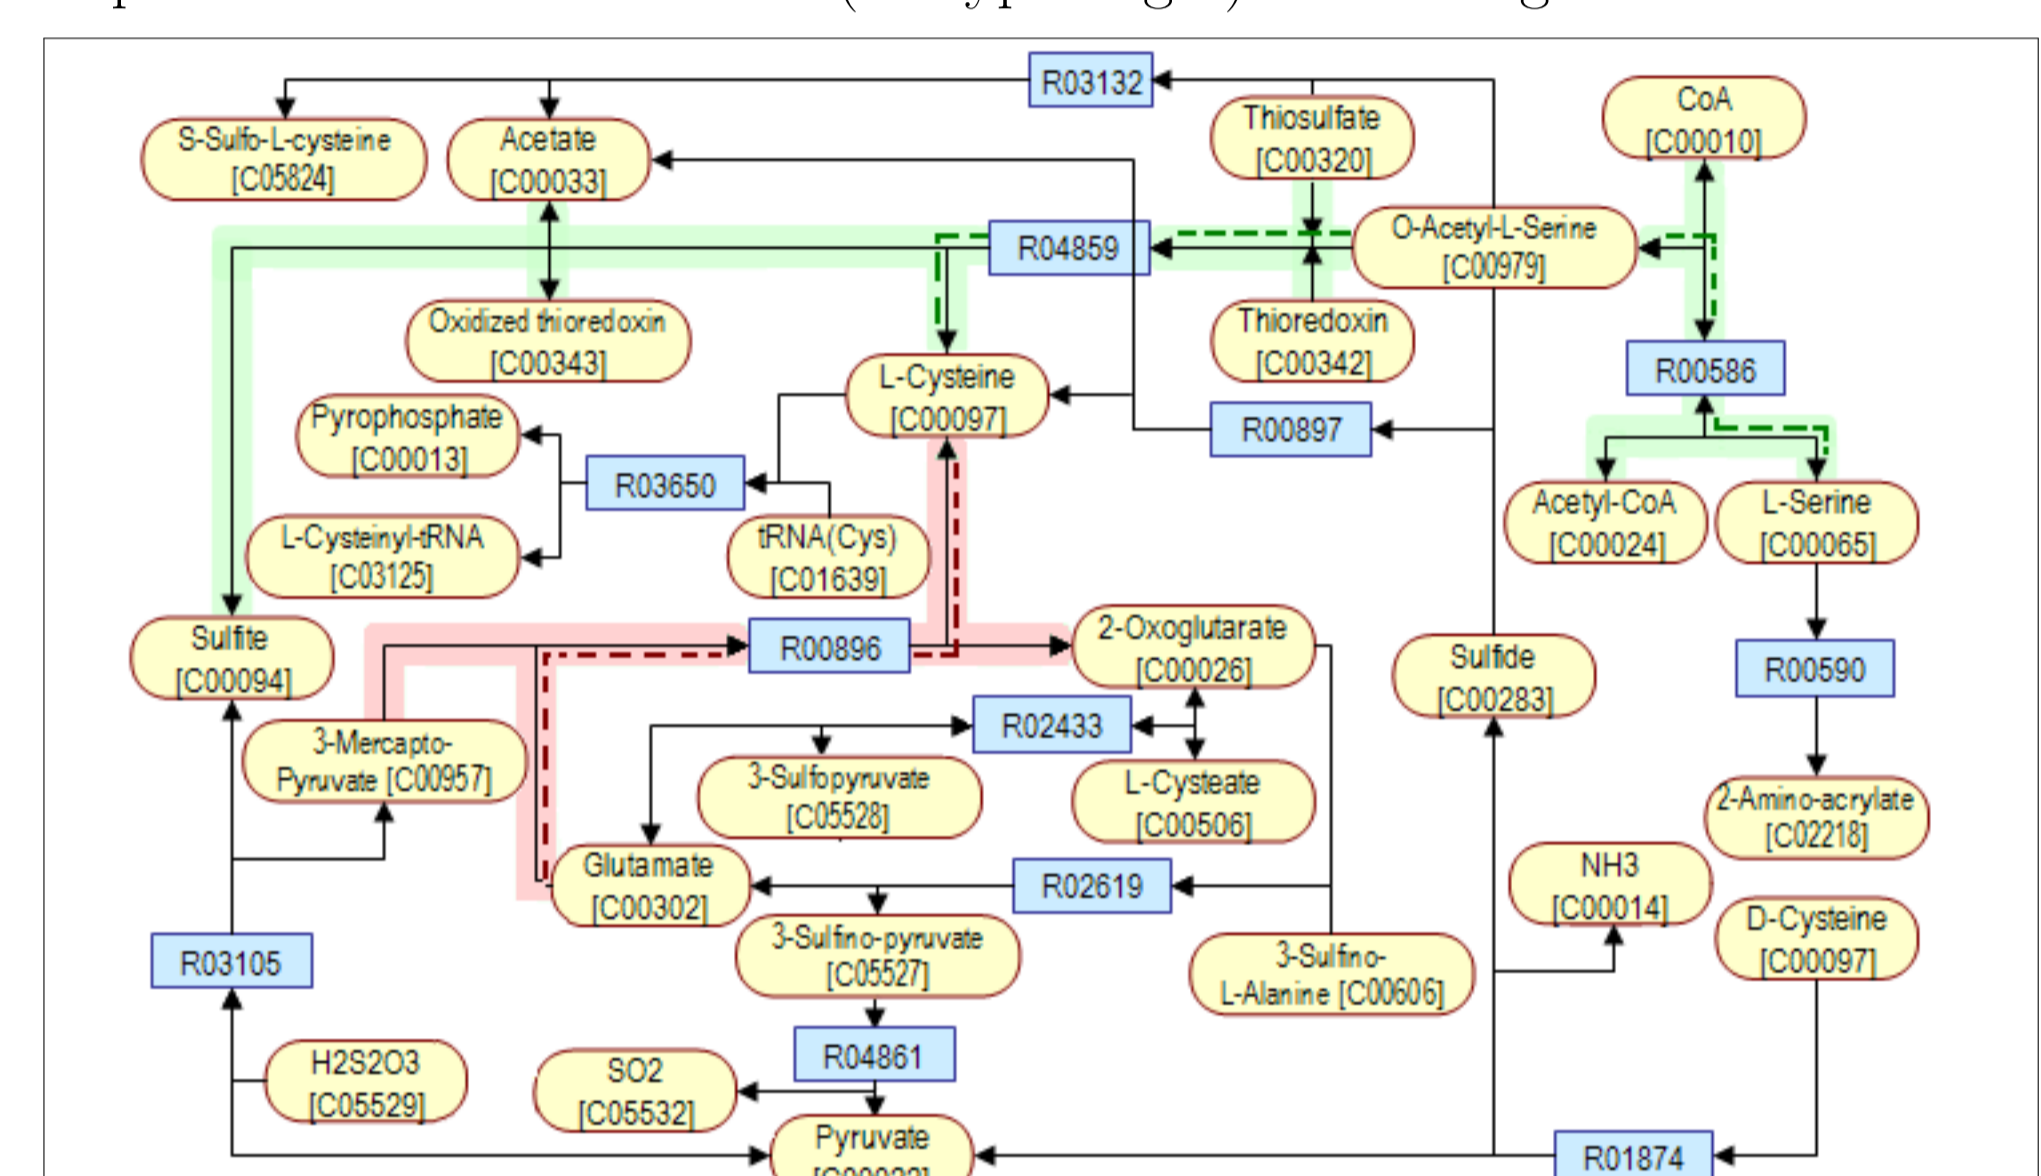 R03132
CoA
[C00010]
S-Sulfo-L-cysteine
[C05824]
Acetate
[C00033]
Thiosulfate
[C00320]
R04859
O-Acetyl-L-Serine
[C00979]
Oxidized thioredoxin
[C00343]
Thioredoxin
[C00342]
R00586
L-Cysteine
[C00097]
Pyrophosphate
[C00013]
R00897
R03650
Acetyl-CoA
[C00024]
L-Serine
[C00065]
L-Cysteinyl-tRNA
[C03125]
tRNA(Cys)
[C01639]
Sulfite
[C00094]
R00896
2-Oxoglutarate
[C00026]
Sulfide
[C00283]
R00590
R02433
3-Mercapto-
Pyruvate [C00957]
3-Sulfopyruvate
[C05528]
L-Cysteate
[C00506]
2-Amino-acrylate
[C02218]
Glutamate
[C00302]
R02619
NH3
[C00014]
D-Cysteine
[C00097]
R03105
3-Sulfino-pyruvate
[C05527]
3-Sulfino-
L-Alanine [C00606]
R04861
H2S2O3
[C05529]
SO2
[C05532]
Pyruvate
R01874